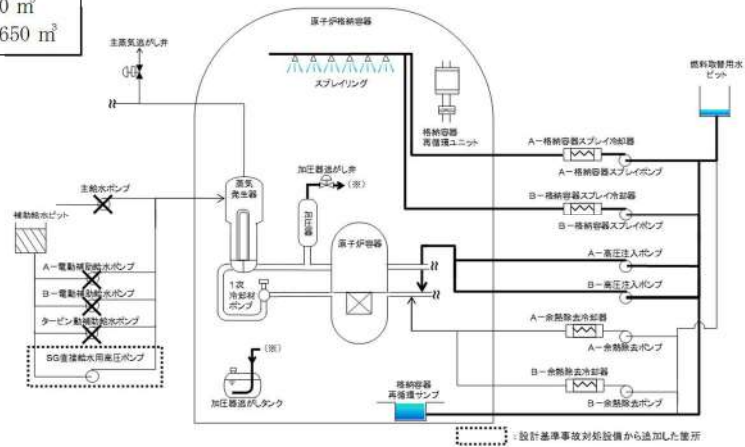 0 m³
650 m³
原子炉格納容器
主蒸気逃がし弁
燃料取替用水
ピット
スプレイリング
格納容器
再循環ユニット
A-格納容器スプレイ冷却器
A-格納容器スプレイポンプ
加圧器逃がし弁
(※)
主給水ポンプ
蒸気
発生器
B-格納容器スプレイ冷却器
B-格納容器スプレイポンプ
補助給水ピット
加圧器
原子炉容器
A-高圧注入ポンプ
B-高圧注入ポンプ
A-電動補助給水ポンプ
B-電動補助給水ポンプ
タービン動補助給水ポンプ
1次
冷却材
ポンプ
A-余熱除去冷却器
A-余熱除去ポンプ
SG直接給水用高圧ポンプ
(※)
加圧器逃がしタンク
格納容器
再循環サンプ
B-余熱除去冷却器
B-余熱除去ポンプ
:設計基準事故対処設備から追加した箇所